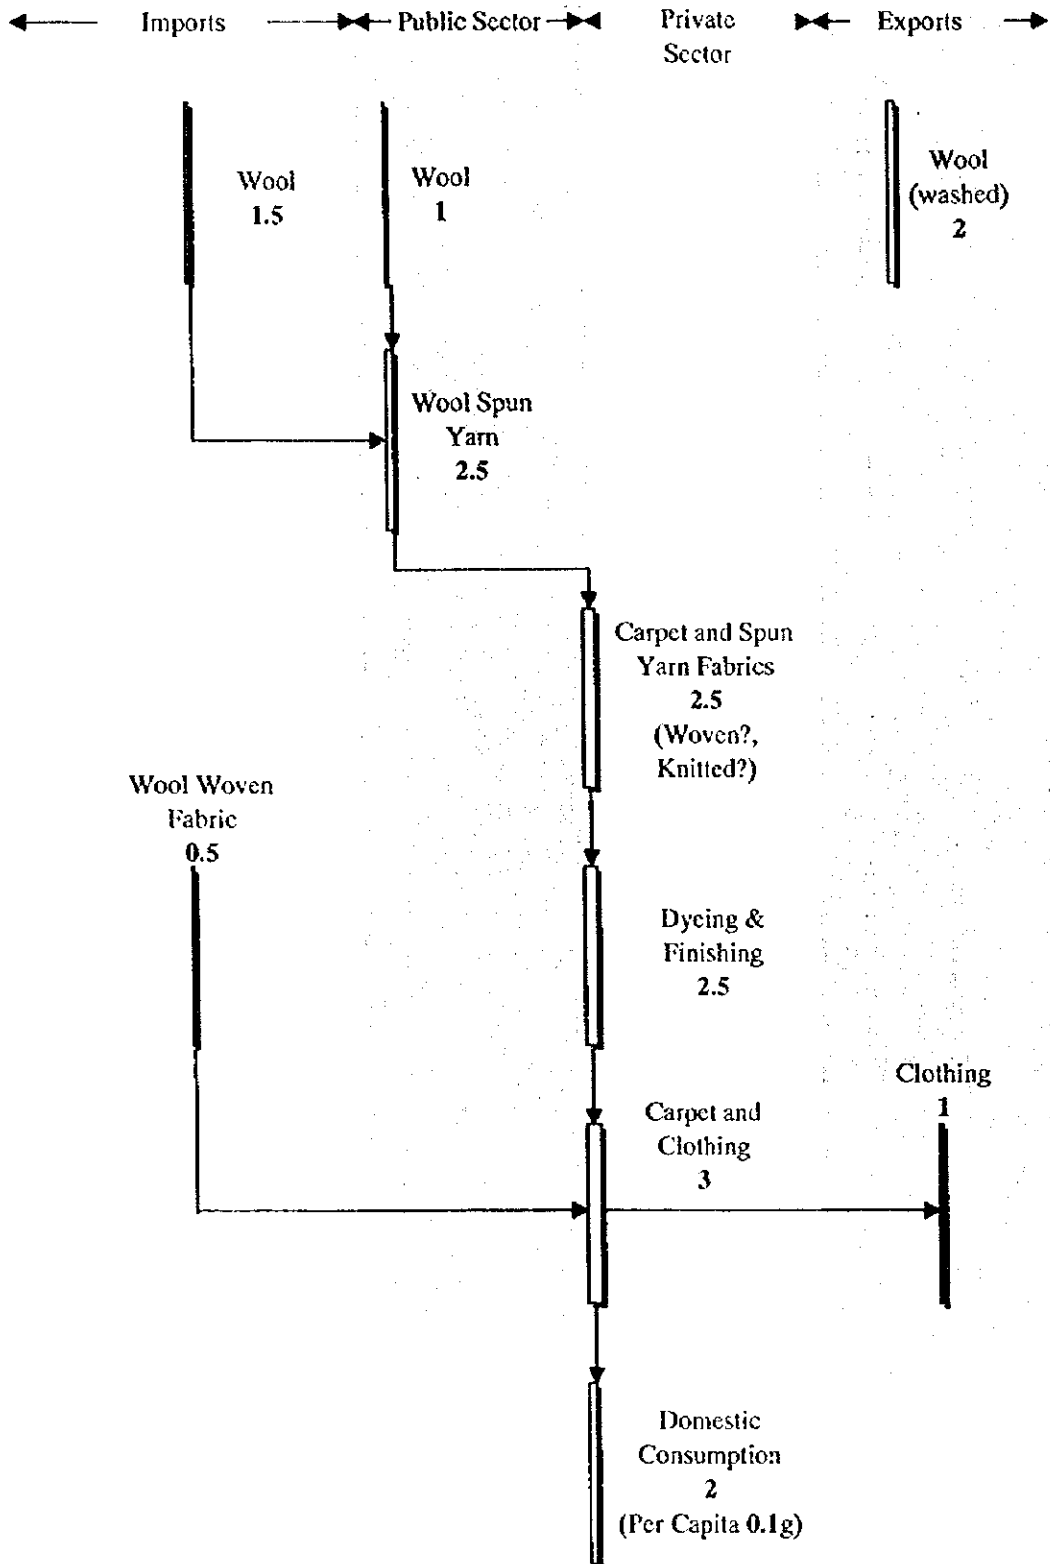 Imports
Public Sector
Private
Sector
Exports
Wool
1.5
Wool
1
Wool
(washed)
2
Wool Spun
Yarn
2.5
Carpet and Spun
Yarn Fabrics
2.5
(Woven?,
Knitted?)
Wool Woven
Fabric
0.5
Dyeing &
Finishing
2.5
Clothing
1
Carpet and
Clothing
3
Domestic
Consumption
2
(Per Capita 0.1g)